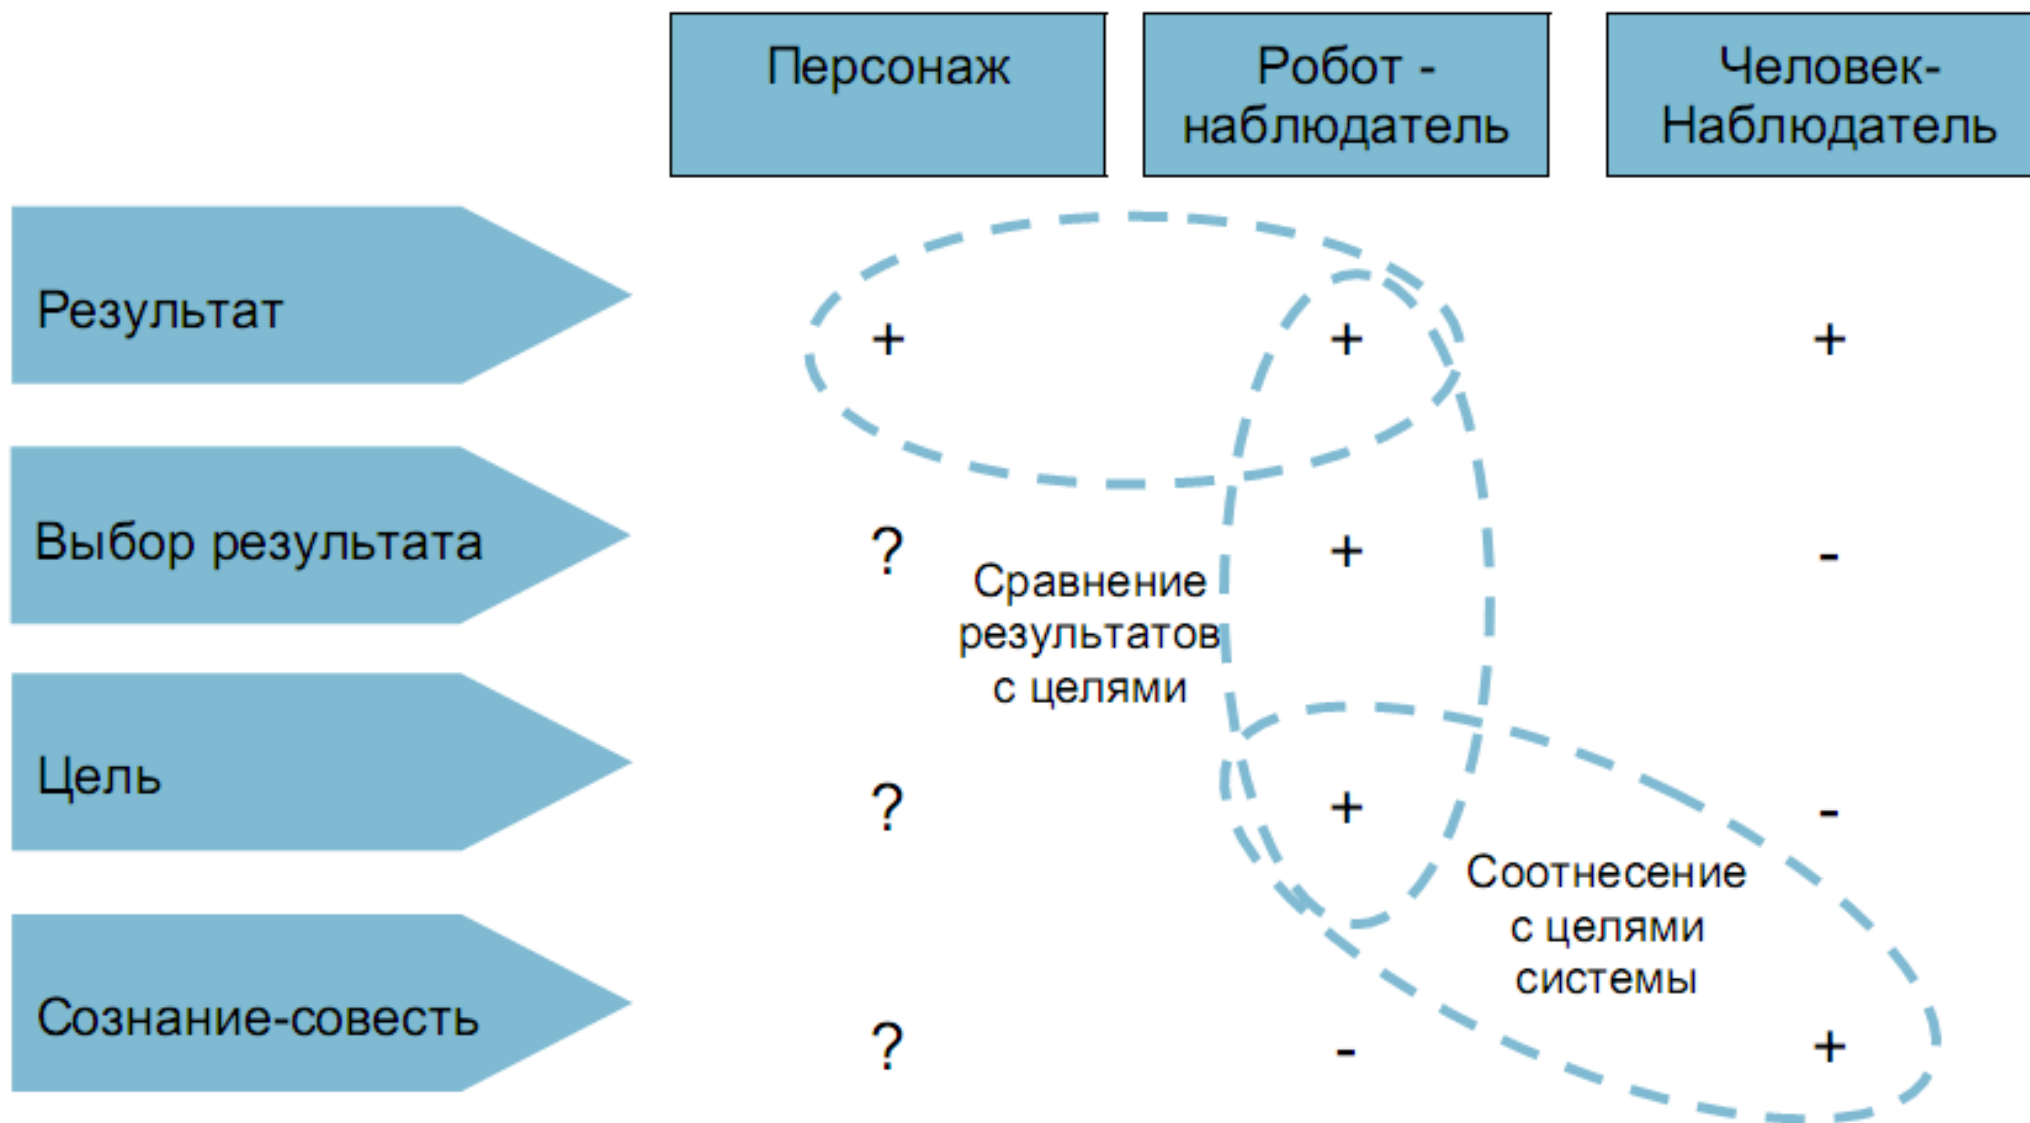 Персонаж
Робот -
наблюдатель
Человек-
Наблюдатель
Результат
+ + +
Выбор результата
? + -
Сравнение
результатов
с целями
Цель
? + -
Соотнесение
с целями
системы
Сознание-совесть
? - +